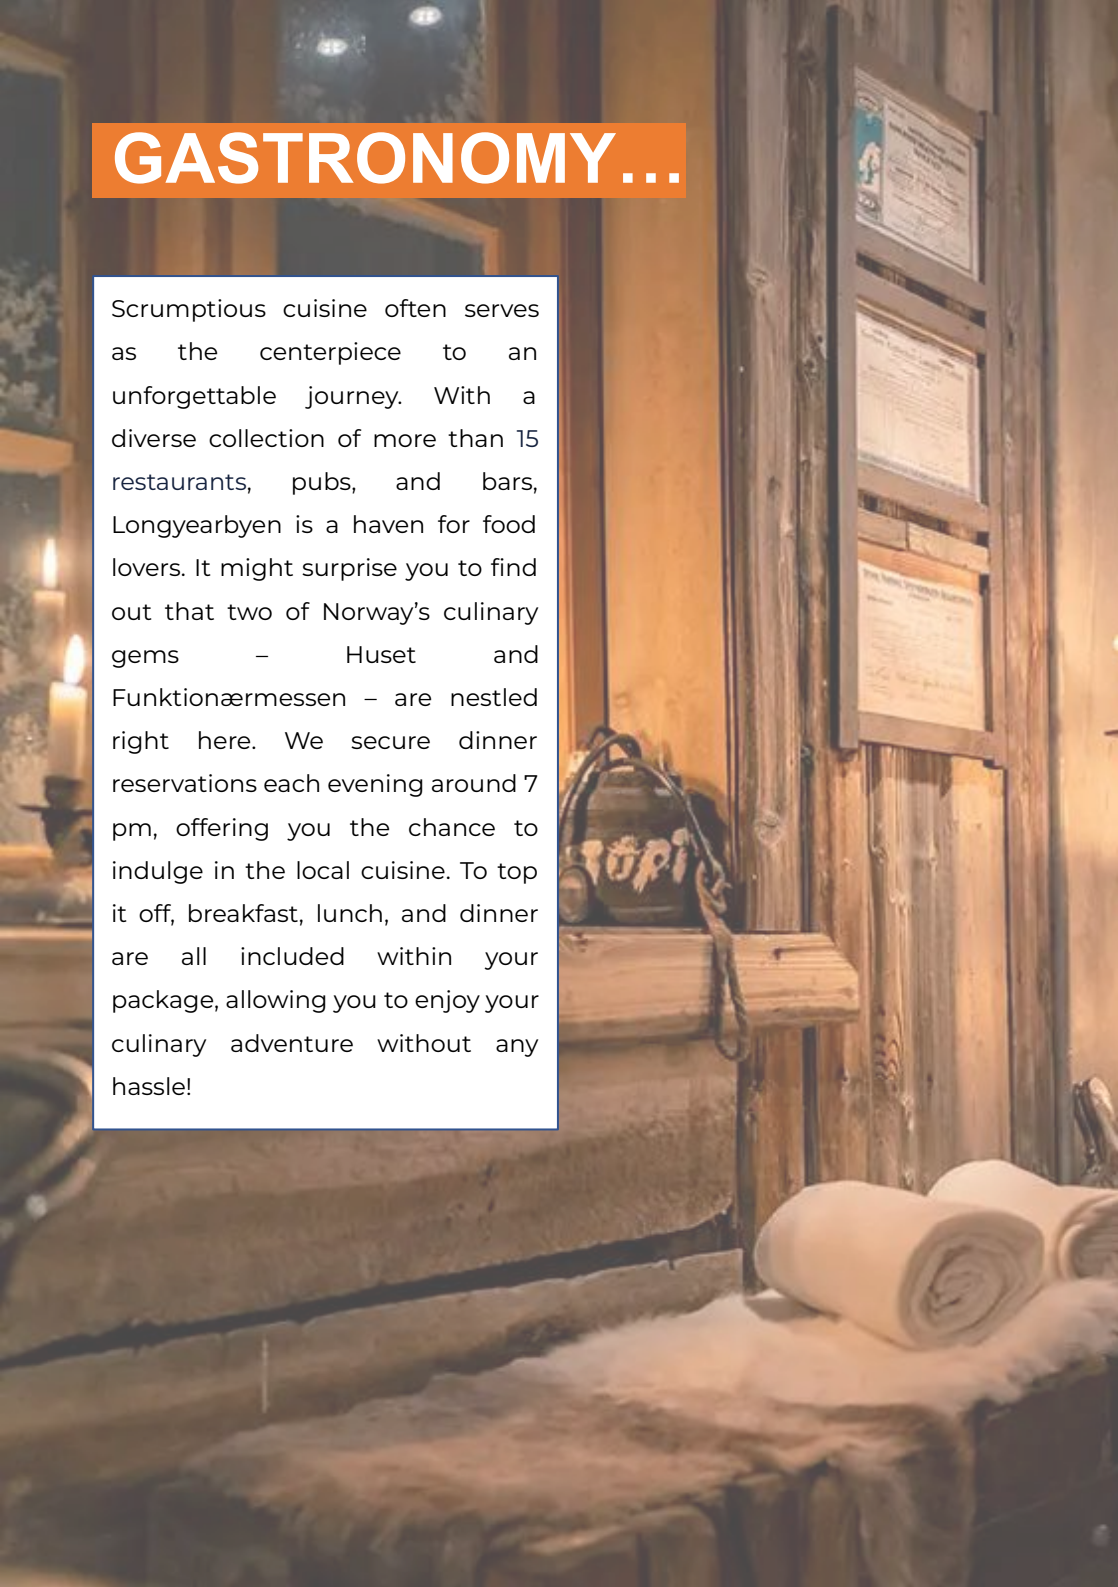 GASTRONOMY…
Scrumptious cuisine often serves
as the centerpiece to an
unforgettable journey. With a
diverse collection of more than 15
restaurants, pubs, and bars,
Longyearbyen is a haven for food
lovers. It might surprise you to find
out that two of Norway’s culinary
gems – Huset and
Funktionærmessen – are nestled
right here. We secure dinner
reservations each evening around 7
pm, offering you the chance to
indulge in the local cuisine. To top
it off, breakfast, lunch, and dinner
are all included within your
package, allowing you to enjoy your
culinary adventure without any
hassle!